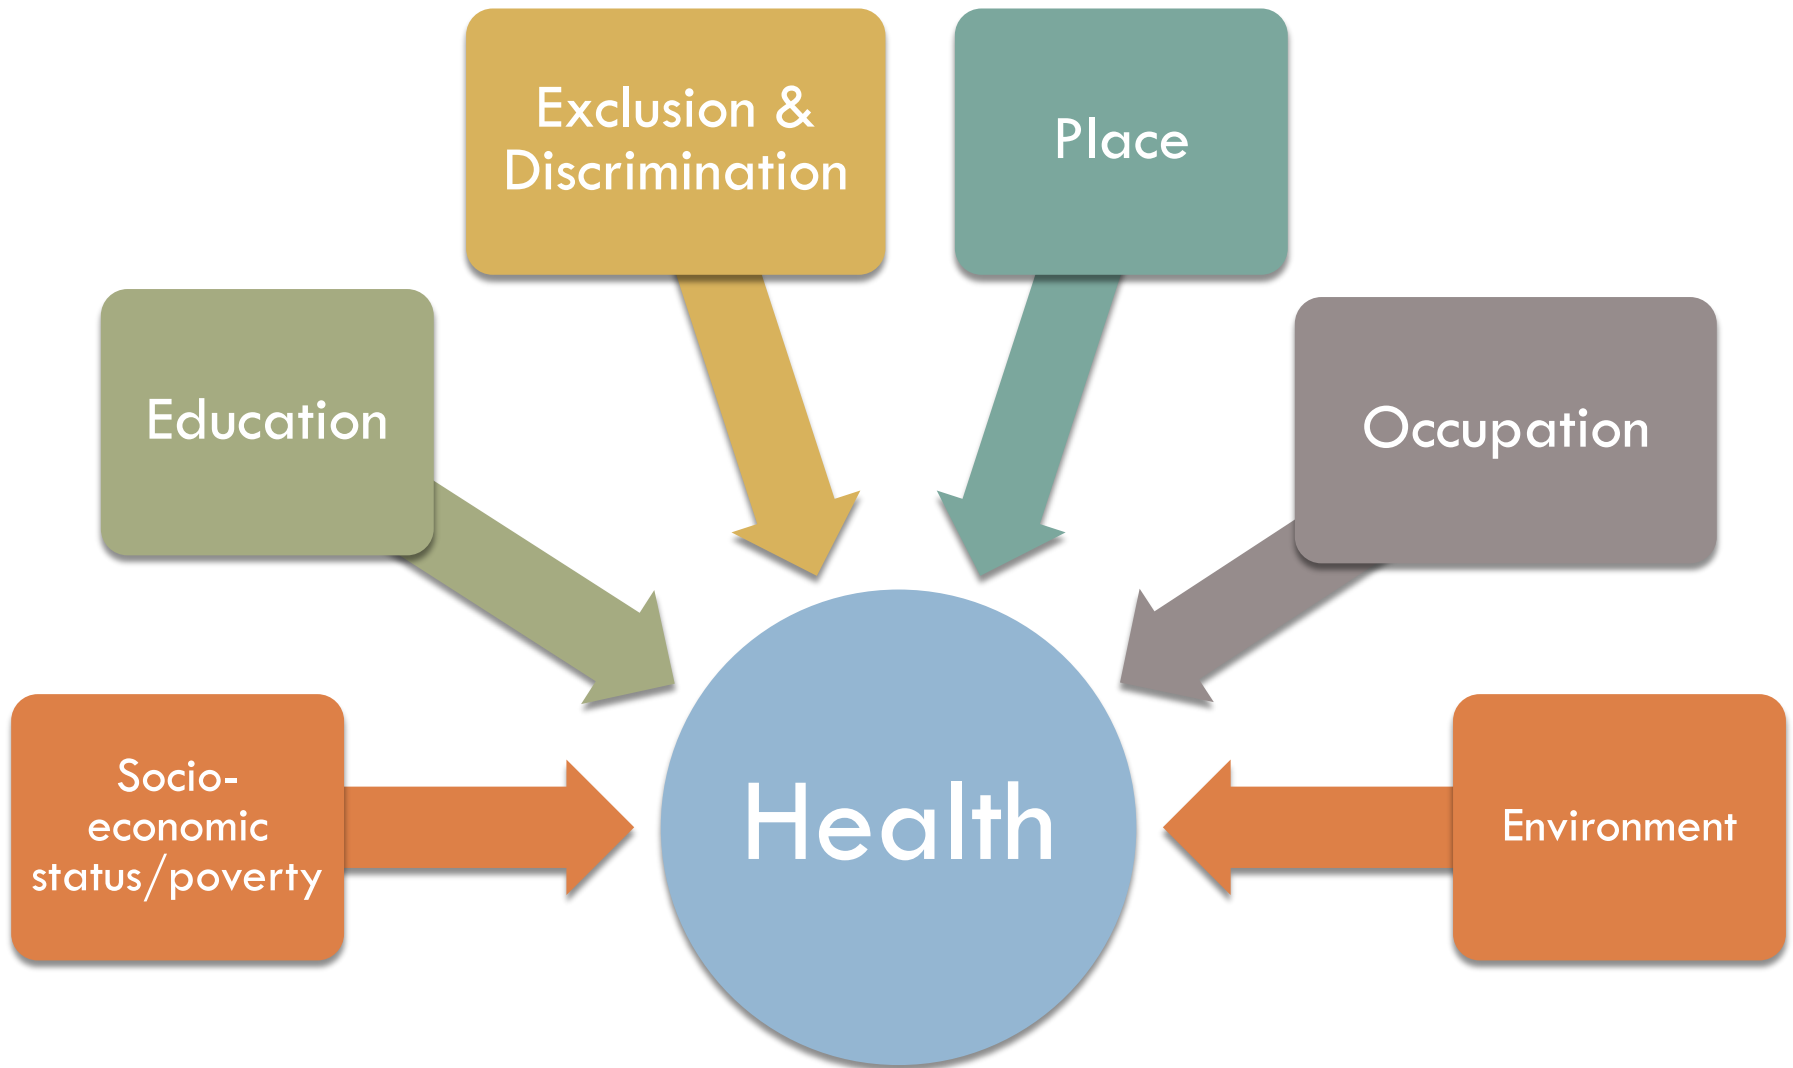 Exclusion &
Discrimination
Place
Education
Occupation
Socio-
economic
status/poverty
Health
Environment